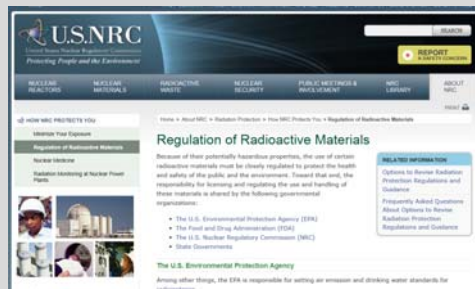 U.S.NRC
United States Nuclear Regulatory Commission
Protecting People and the Environment
SEARCH
REPORT
A SAFETY CONCERN
NUCLEAR REACTORS
NUCLEAR MATERIALS
RADIOACTIVE WASTE
NUCLEAR SECURITY
PUBLIC MEETINGS & INVOLVEMENT
NRC LIBRARY
ABOUT NRC
PRINT
HOW NRC PROTECTS YOU
Minimize Your Exposure
Regulation of Radioactive Materials
Nuclear Medicine
Radiation Monitoring at Nuclear Power Plants
Home > About NRC > Radiation Protection > How NRC Protects You > Regulation of Radioactive Materials
Regulation of Radioactive Materials
Because of their potentially hazardous properties, the use of certain
radioactive materials must be closely regulated to protect the health
and safety of the public and the environment. Toward that end, the
responsibility for licensing and regulating the use and handling of
these materials is shared by the following governmental
organizations:
• The U.S. Environmental Protection Agency (EPA)
• The Food and Drug Administration (FDA)
• The U.S. Nuclear Regulatory Commission (NRC)
• State Governments
RELATED INFORMATION
Options to Revise Radiation
Protection Regulations and
Guidance
Frequently Asked Questions
About Options to Revise
Radiation Protection
Regulations and Guidance
The U.S. Environmental Protection Agency
Among other things, the EPA is responsible for setting air emission and drinking water standards for